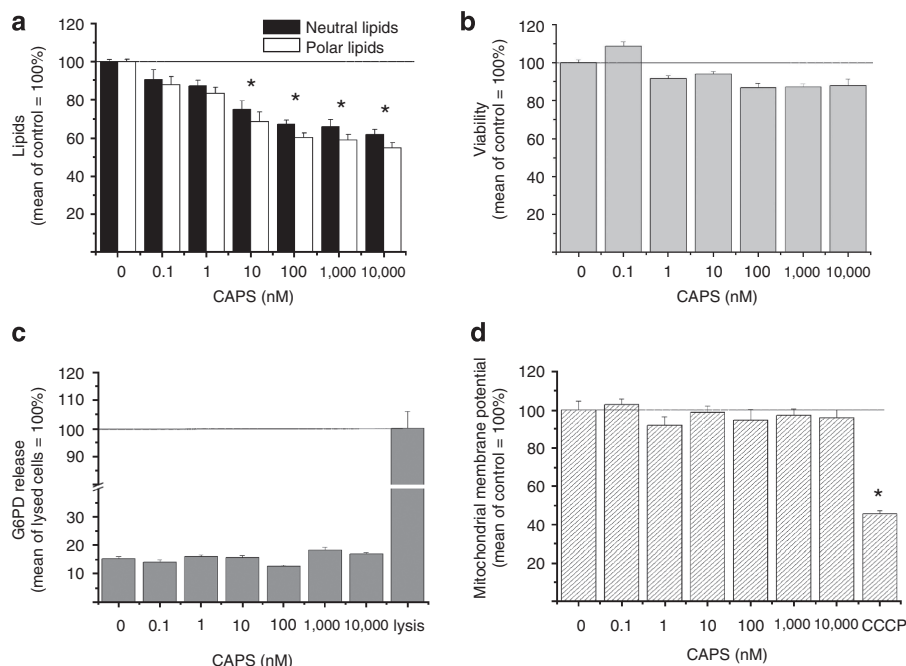 a
120
100
80
60
40
20
Lipids
(mean of control = 100%)
Neutral lipids
Polar lipids
*
*
*
*
0 0.1 1 10 100 1,000 10,000
CAPS (nM)
b
120
100
80
60
40
20
Viability
(mean of control = 100%)
0 0.1 1 10 100 1,000 10,000
CAPS (nM)
c
120
110
100
90
30
20
10
0
G6PD release
(mean of lysed cells = 100%)
0 0.1 1 10 100 1,000 10,000 lysis
CAPS (nM)
d
120
100
80
60
40
20
Mitochondrial membrane potential
(mean of control = 100%)
*
0 0.1 1 10 100 1,000 10,000 CCCP
CAPS (nM)